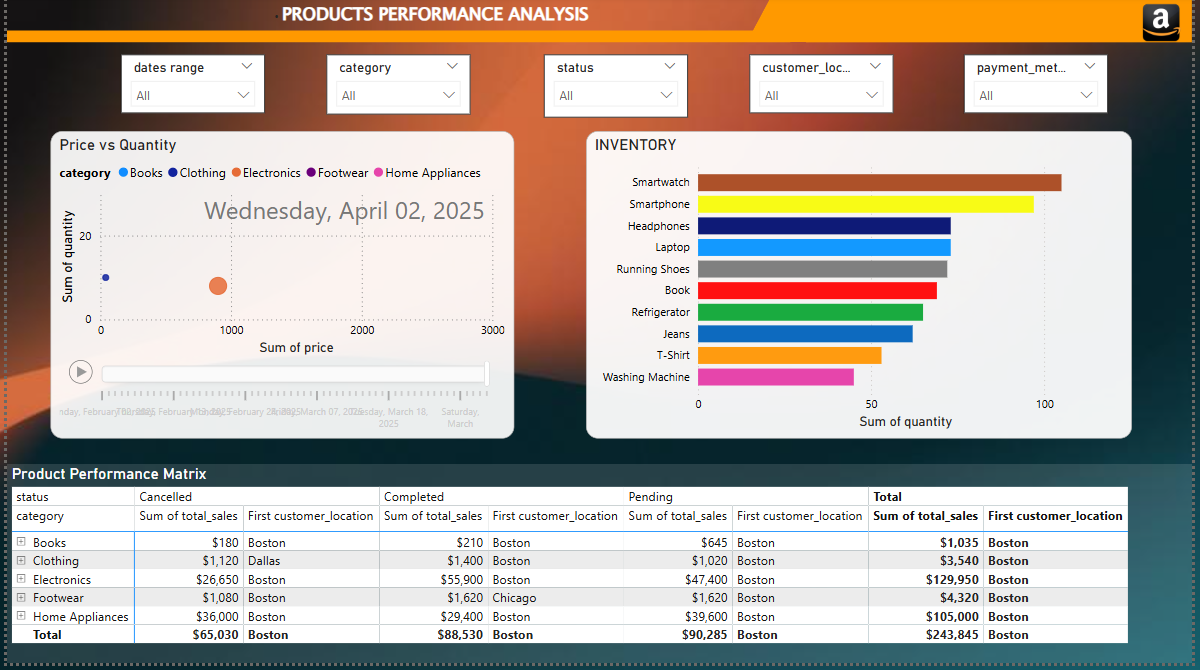 PRODUCTS PERFORMANCE ANALYSIS
a
dates range
All
category
All
status
All
customer_loc...
All
payment_met...
All
Price vs Quantity
category Books Clothing Electronics Footwear Home Appliances
Wednesday, April 02, 2025
Sum of quantity
20
0
0 1000 2000 3000
Sum of price
March 07, 2025
March 18, 2025
Saturday, March
INVENTORY
Smartwatch
Smartphone
Headphones
Laptop
Running Shoes
Book
Refrigerator
Jeans
T-Shirt
Washing Machine
0 50 100
Sum of quantity
Product Performance Matrix
status Cancelled Completed Pending Total
category Sum of total_sales First customer_location Sum of total_sales First customer_location Sum of total_sales First customer_location Sum of total_sales First customer_location
Books $180 Boston $210 Boston $645 Boston $1,035 Boston
Clothing $1,120 Dallas $1,400 Boston $1,020 Boston $3,540 Boston
Electronics $26,650 Boston $55,900 Boston $47,400 Boston $129,950 Boston
Footwear $1,080 Boston $1,620 Chicago $1,620 Boston $4,320 Boston
Home Appliances $36,000 Boston $29,400 Boston $39,600 Boston $105,000 Boston
Total $65,030 Boston $88,530 Boston $90,285 Boston $243,845 Boston